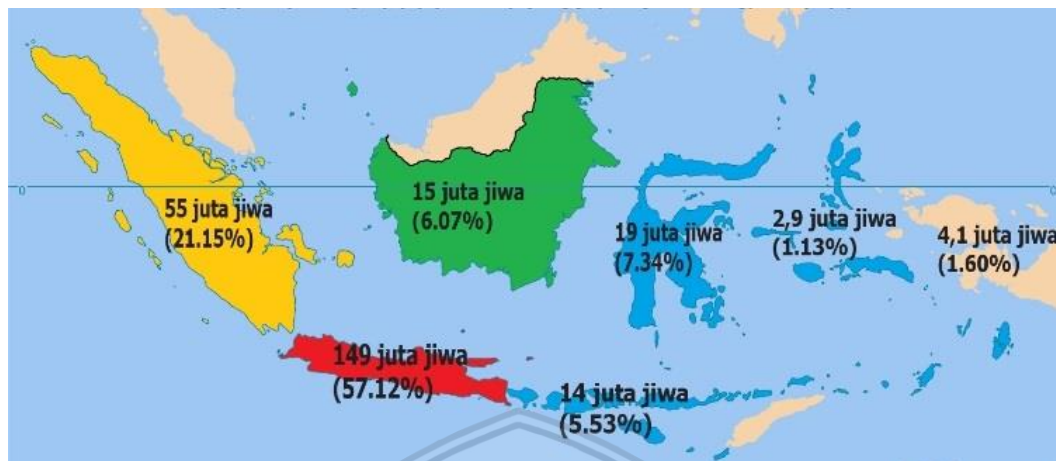 55 juta jiwa
(21.15%)
15 juta jiwa
(6.07%)
19 juta jiwa
(7.34%)
2,9 juta jiwa
(1.13%)
4,1 juta jiwa
(1.60%)
149 juta jiwa
(57.12%)
14 juta jiwa
(5.53%)
0